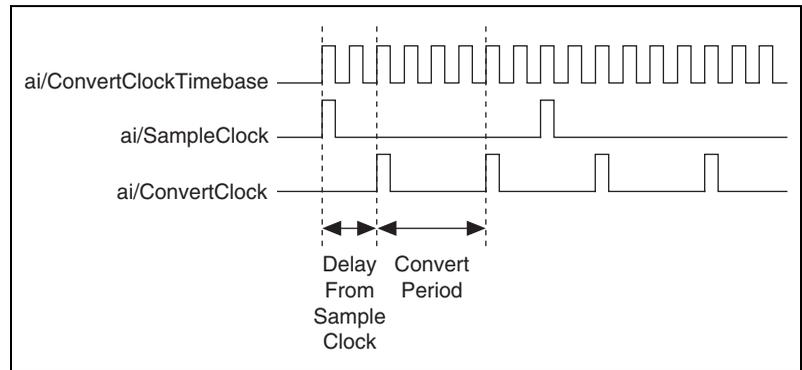 ai/ConvertClockTimebase
ai/SampleClock
ai/ConvertClock
Delay
From
Sample
Clock
Convert
Period